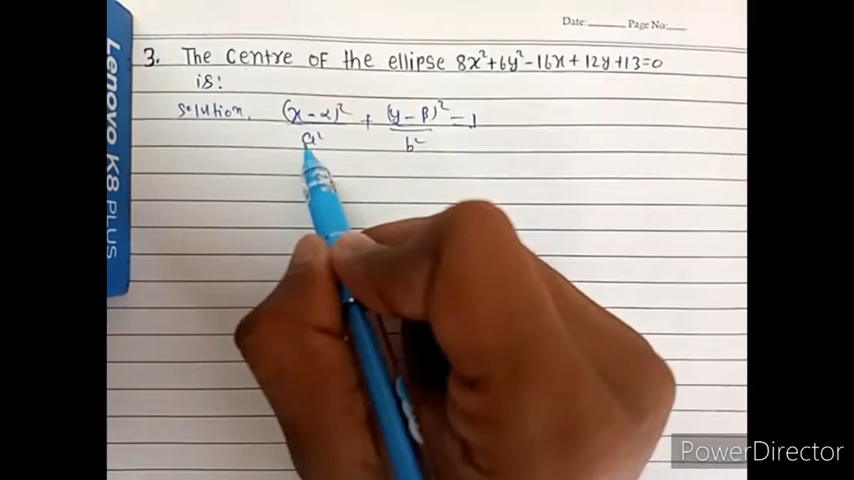 Date: Page No:
3. The centre of the ellipse 8x²+6y²-16x+12y+13=0
is:
Solution. (x-α)²/a² + (y-β)²/b² = 1
Lenovo K8 PLUS
PowerDirector